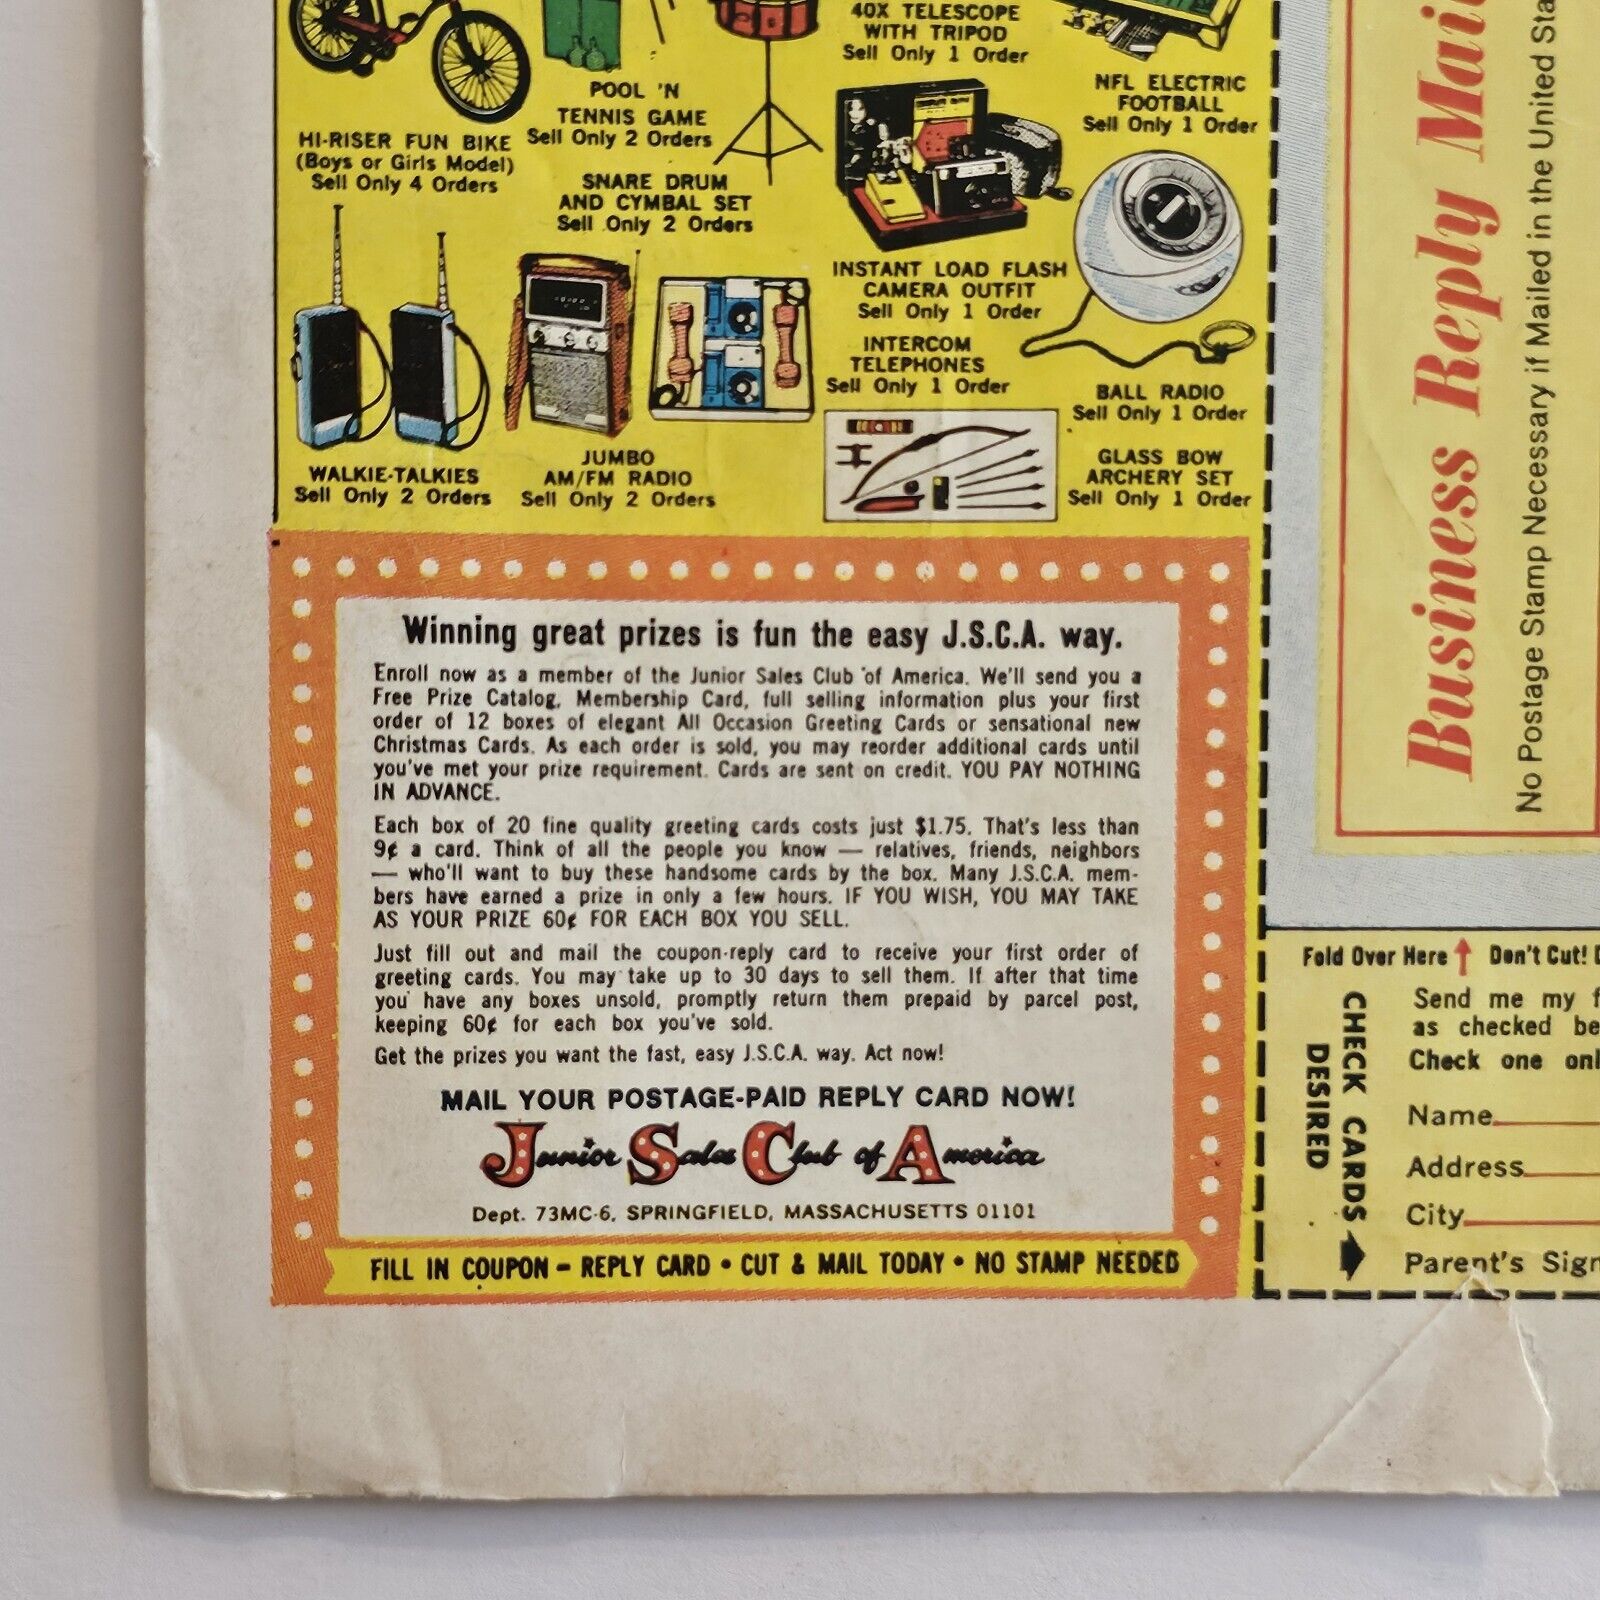 40X TELESCOPE
WITH TRIPOD
Sell Only 1 Order
NFL ELECTRIC
FOOTBALL
Sell Only 1 Order
POOL 'N
TENNIS GAME
Sell Only 2 Orders
HI-RISER FUN BIKE
(Boys or Girls Model)
Sell Only 4 Orders
SNARE DRUM
AND CYMBAL SET
Sell Only 2 Orders
INSTANT LOAD FLASH
CAMERA OUTFIT
Sell Only 1 Order
INTERCOM
TELEPHONES
Sell Only 1 Order
BALL RADIO
Sell Only 1 Order
WALKIE-TALKIES
Sell Only 2 Orders
JUMBO
AM/FM RADIO
Sell Only 2 Orders
GLASS BOW
ARCHERY SET
Sell Only 1 Order
Winning great prizes is fun the easy J.S.C.A. way.
Enroll now as a member of the Junior Sales Club of America. We'll send you a
Free Prize Catalog, Membership Card, full selling information plus your first
order of 12 boxes of elegant All Occasion Greeting Cards or sensational new
Christmas Cards. As each order is sold, you may reorder additional cards until
you've met your prize requirement. Cards are sent on credit. YOU PAY NOTHING
IN ADVANCE.
Each box of 20 fine quality greeting cards costs just $1.75. That's less than
9¢ a card. Think of all the people you know — relatives, friends, neighbors
— who'll want to buy these handsome cards by the box. Many J.S.C.A. mem-
bers have earned a prize in only a few hours. IF YOU WISH, YOU MAY TAKE
AS YOUR PRIZE 60¢ FOR EACH BOX YOU SELL.
Just fill out and mail the coupon-reply card to receive your first order of
greeting cards. You may take up to 30 days to sell them. If after that time
you have any boxes unsold, promptly return them prepaid by parcel post,
keeping 60¢ for each box you've sold.
Get the prizes you want the fast, easy J.S.C.A. way. Act now!
MAIL YOUR POSTAGE-PAID REPLY CARD NOW!
Junior Sales Club of America
Dept. 73MC-6, SPRINGFIELD, MASSACHUSETTS 01101
FILL IN COUPON – REPLY CARD • CUT & MAIL TODAY • NO STAMP NEEDED
Business Reply Mail
No Postage Stamp Necessary if Mailed in the United Sta
Fold Over Here Don't Cut!
CHECK CARDS
DESIRED
Send me my f
as checked be
Check one onl
Name
Address
City
Parent's Sign